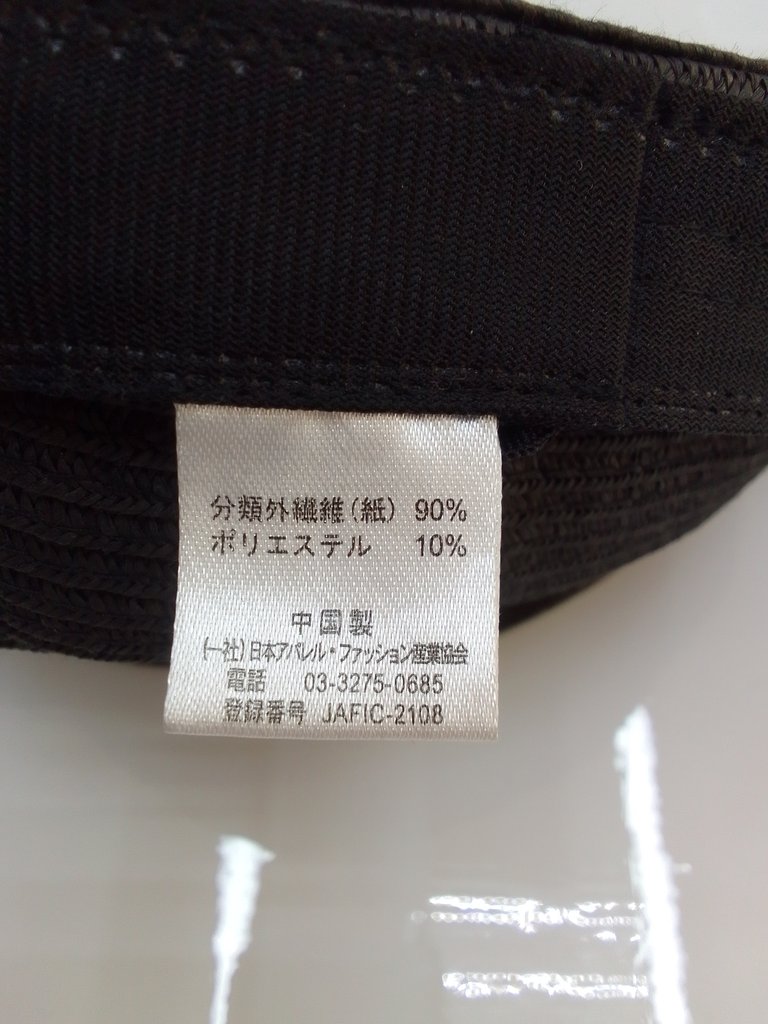 分類外繊維(紙) 90%
ポリエステル 10%
中国製
(一社)日本アパレル・ファッション産業協会
電話 03-3275-0685
登録番号 JAFIC-2108